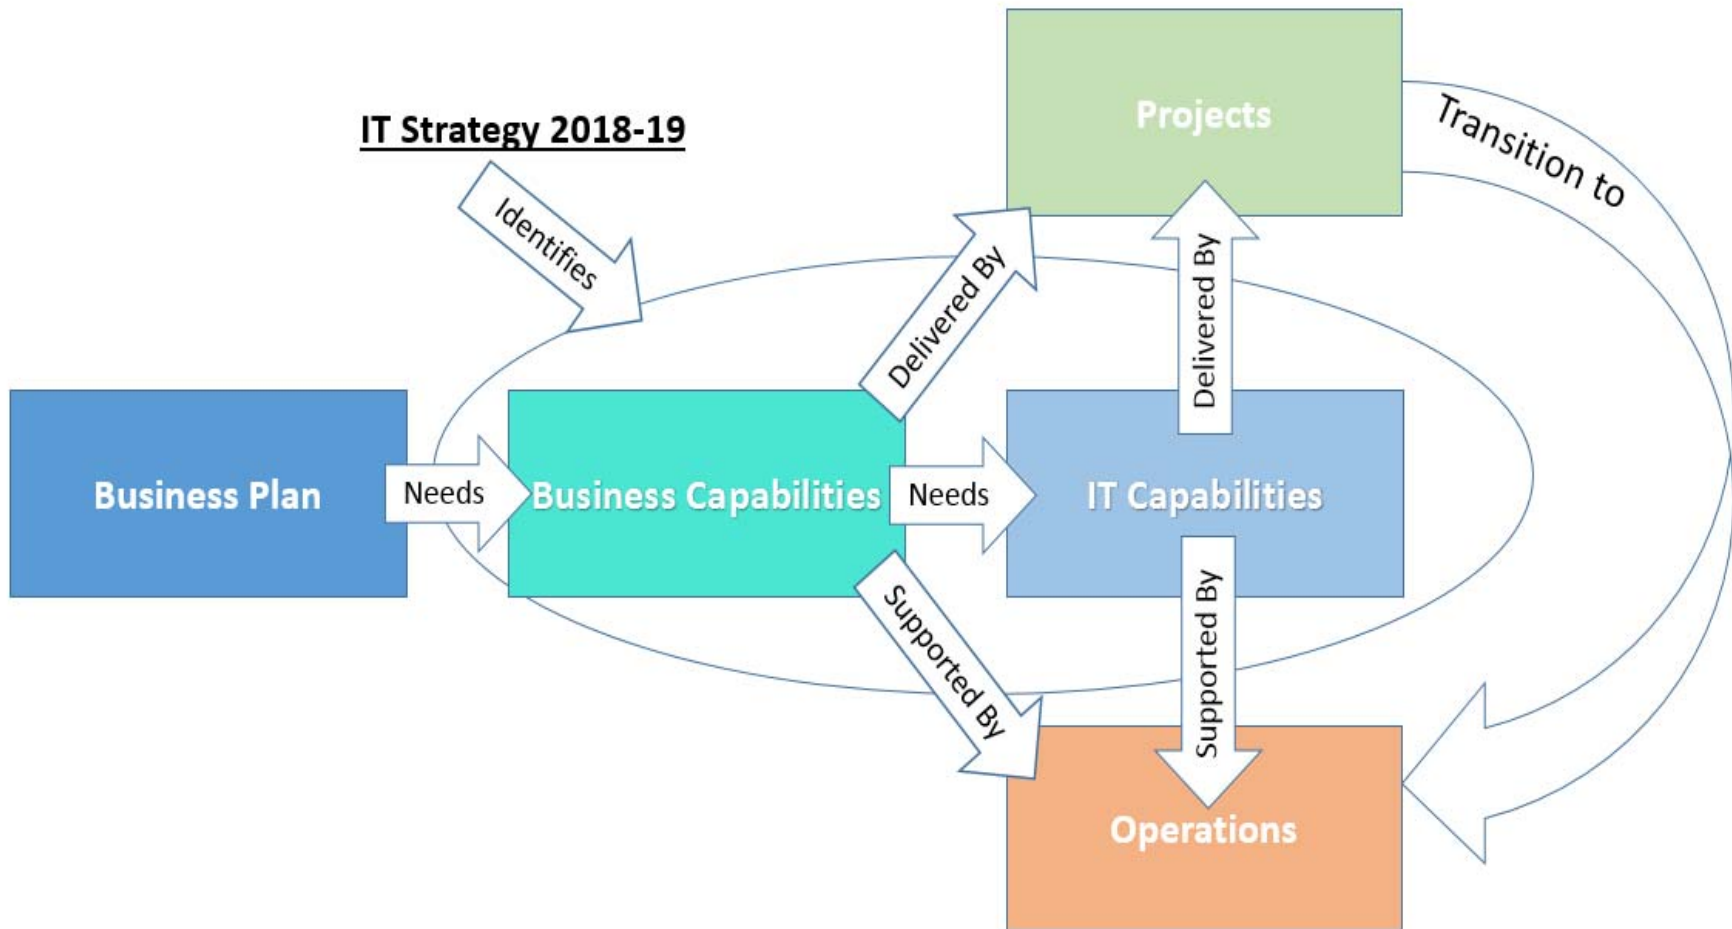 Projects
Transition to
IT Strategy 2018-19
Identifies
Delivered By
Delivered By
Business Plan
Needs
Business Capabilities
Needs
IT Capabilities
Supported By
Supported By
Operations